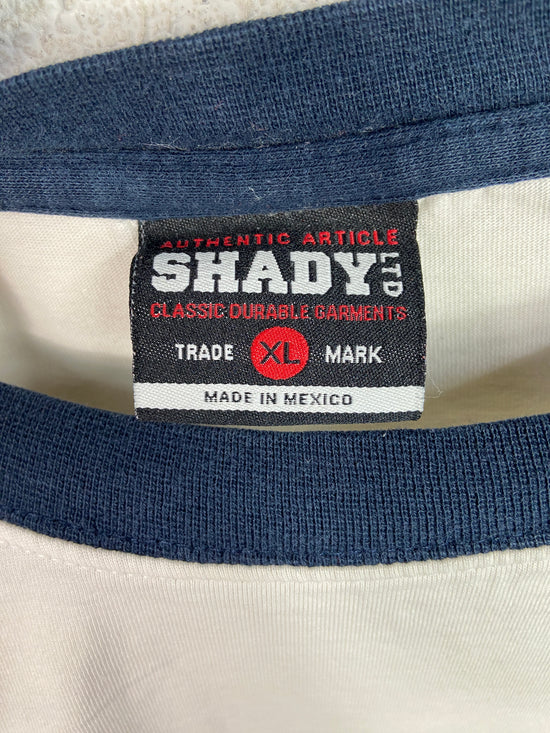 AUTHENTIC ARTICLE
SHADY LTD
CLASSIC DURABLE GARMENTS
TRADE XL MARK
MADE IN MEXICO